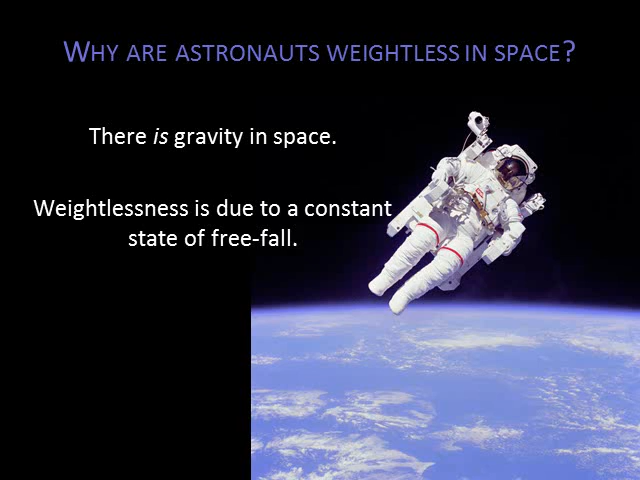 Why are astronauts weightless in space?
There is gravity in space.
Weightlessness is due to a constant
state of free-fall.